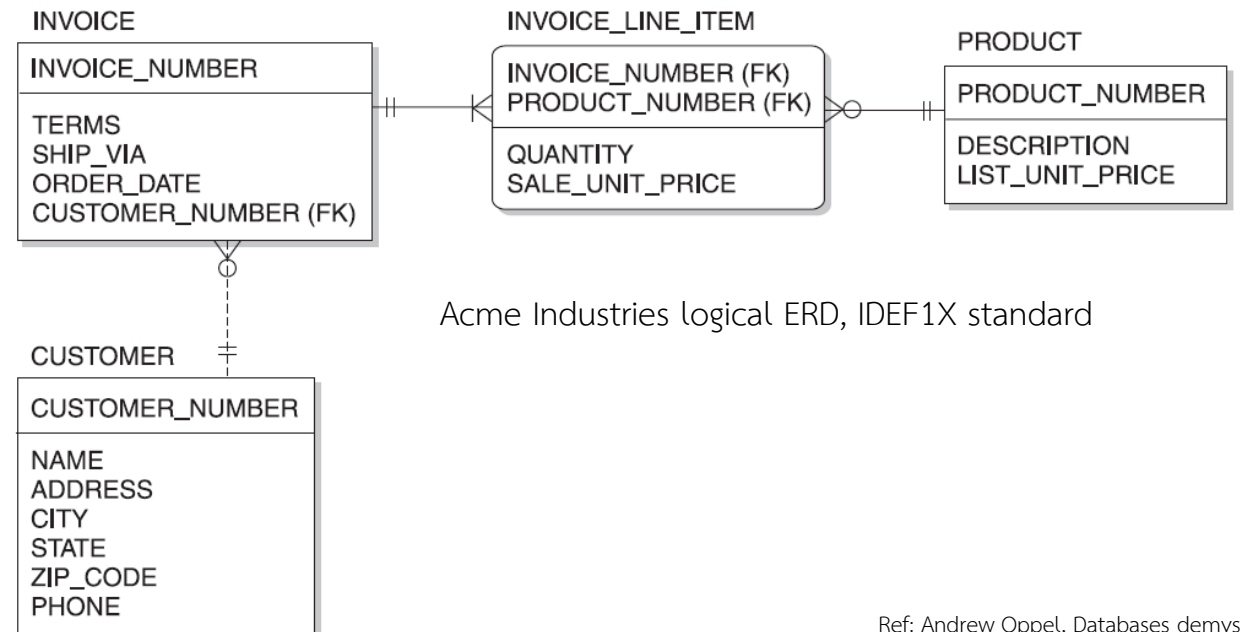 INVOICE
INVOICE_NUMBER
TERMS
SHIP_VIA
ORDER_DATE
CUSTOMER_NUMBER (FK)
INVOICE_LINE_ITEM
INVOICE_NUMBER (FK)
PRODUCT_NUMBER (FK)
QUANTITY
SALE_UNIT_PRICE
PRODUCT
PRODUCT_NUMBER
DESCRIPTION
LIST_UNIT_PRICE
Acme Industries logical ERD, IDEF1X standard
CUSTOMER
CUSTOMER_NUMBER
NAME
ADDRESS
CITY
STATE
ZIP_CODE
PHONE
Ref: Andrew Oppel, Databases demys